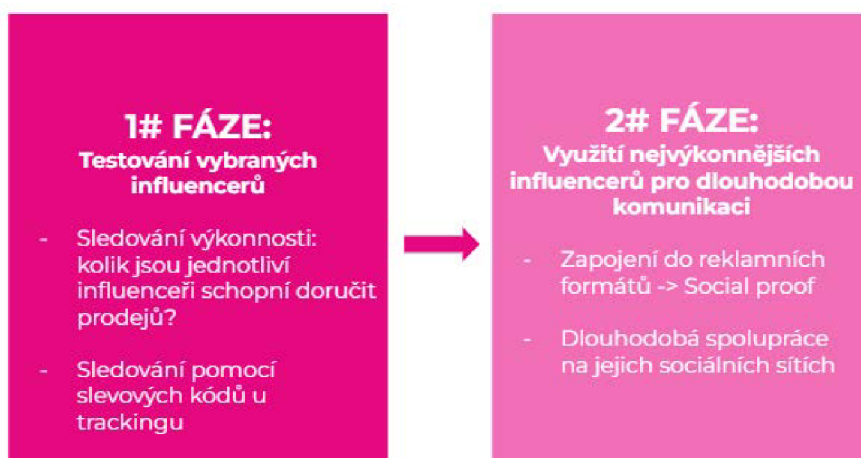 1# FÁZE:
Testování vybraných
influencerů
- Sledování výkonnosti:
kolik jsou jednotliví
influenceři schopní doručit
prodejů?
- Sledování pomocí
slevových kódů u
trackingu
2# FÁZE:
Využití nejvýkonnějších
influencerů pro dlouhodobou
komunikaci
- Zapojení do reklamních
formátů -> Social proof
- Dlouhodobá spolupráce
na jejich sociálních sítích